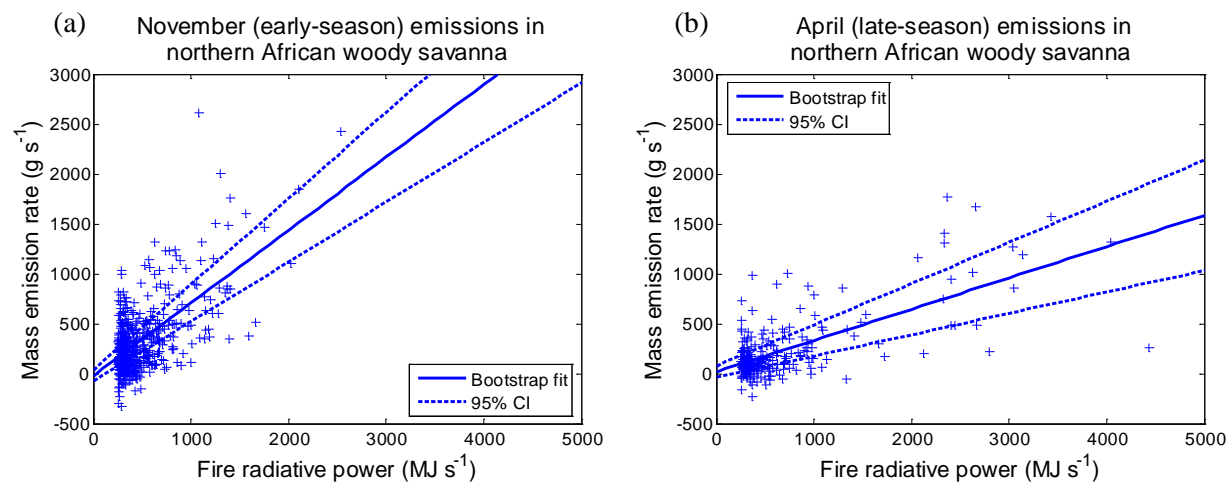 (a)
November (early-season) emissions in
northern African woody savanna
3000
2500
2000
1500
1000
500
0
-500
Mass emission rate (g s⁻¹)
Bootstrap fit
95% CI
0 1000 2000 3000 4000 5000
Fire radiative power (MJ s⁻¹)
(b)
April (late-season) emissions in
northern African woody savanna
3000
2500
2000
1500
1000
500
0
-500
Mass emission rate (g s⁻¹)
Bootstrap fit
95% CI
0 1000 2000 3000 4000 5000
Fire radiative power (MJ s⁻¹)